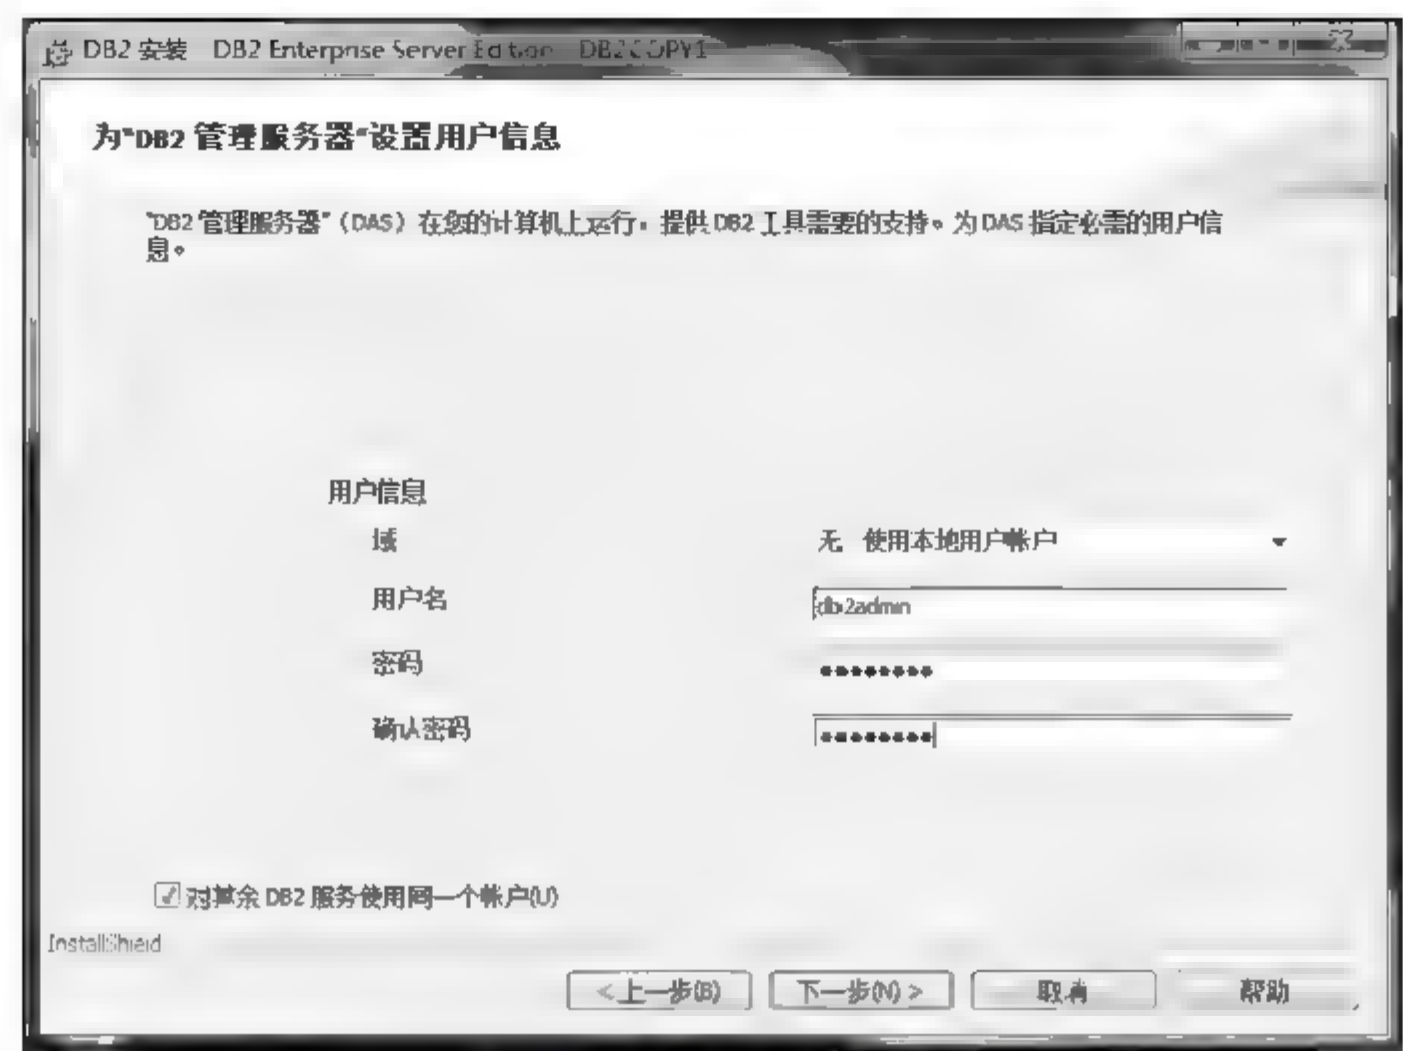 DB2 安装 - DB2 Enterprise Server Edition - DB2COPY1
为“DB2 管理服务器”设置用户信息
“DB2 管理服务器”（DAS）在您的计算机上运行，提供 DB2 工具需要的支持。为 DAS 指定必需的用户信
息。
用户信息
域
无 - 使用本地用户帐户
用户名
db2admin
密码
●●●●●●●●
确认密码
●●●●●●●●
对其余 DB2 服务使用同一个帐户(U)
InstallShield
<上一步(B)
下一步(N) >
取消
帮助